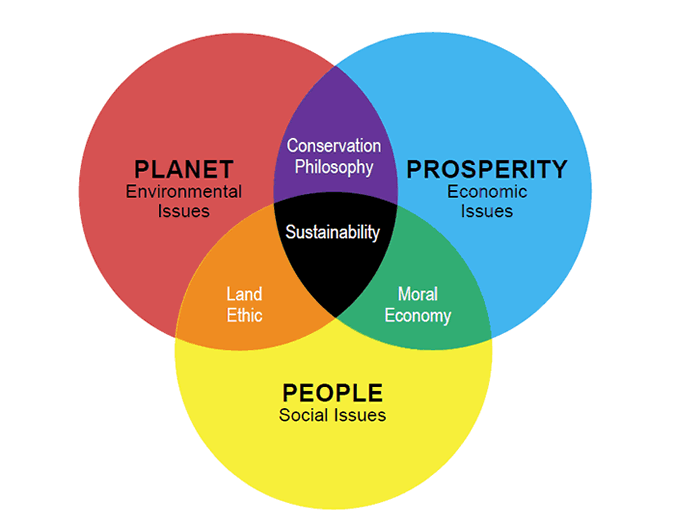 Conservation
Philosophy
PLANET
Environmental
Issues
PROSPERITY
Economic
Issues
Sustainability
Land
Ethic
Moral
Economy
PEOPLE
Social Issues